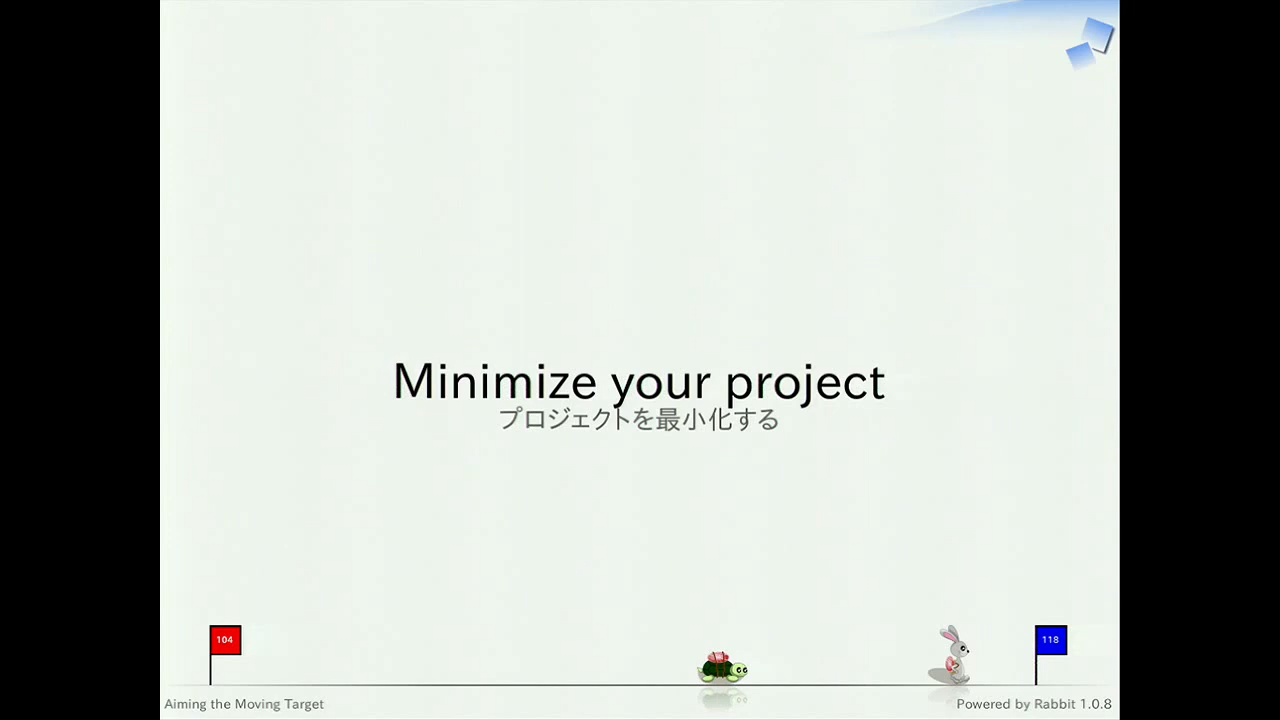 Minimize your project
プロジェクトを最小化する
104
118
Aiming the Moving Target
Powered by Rabbit 1.0.8